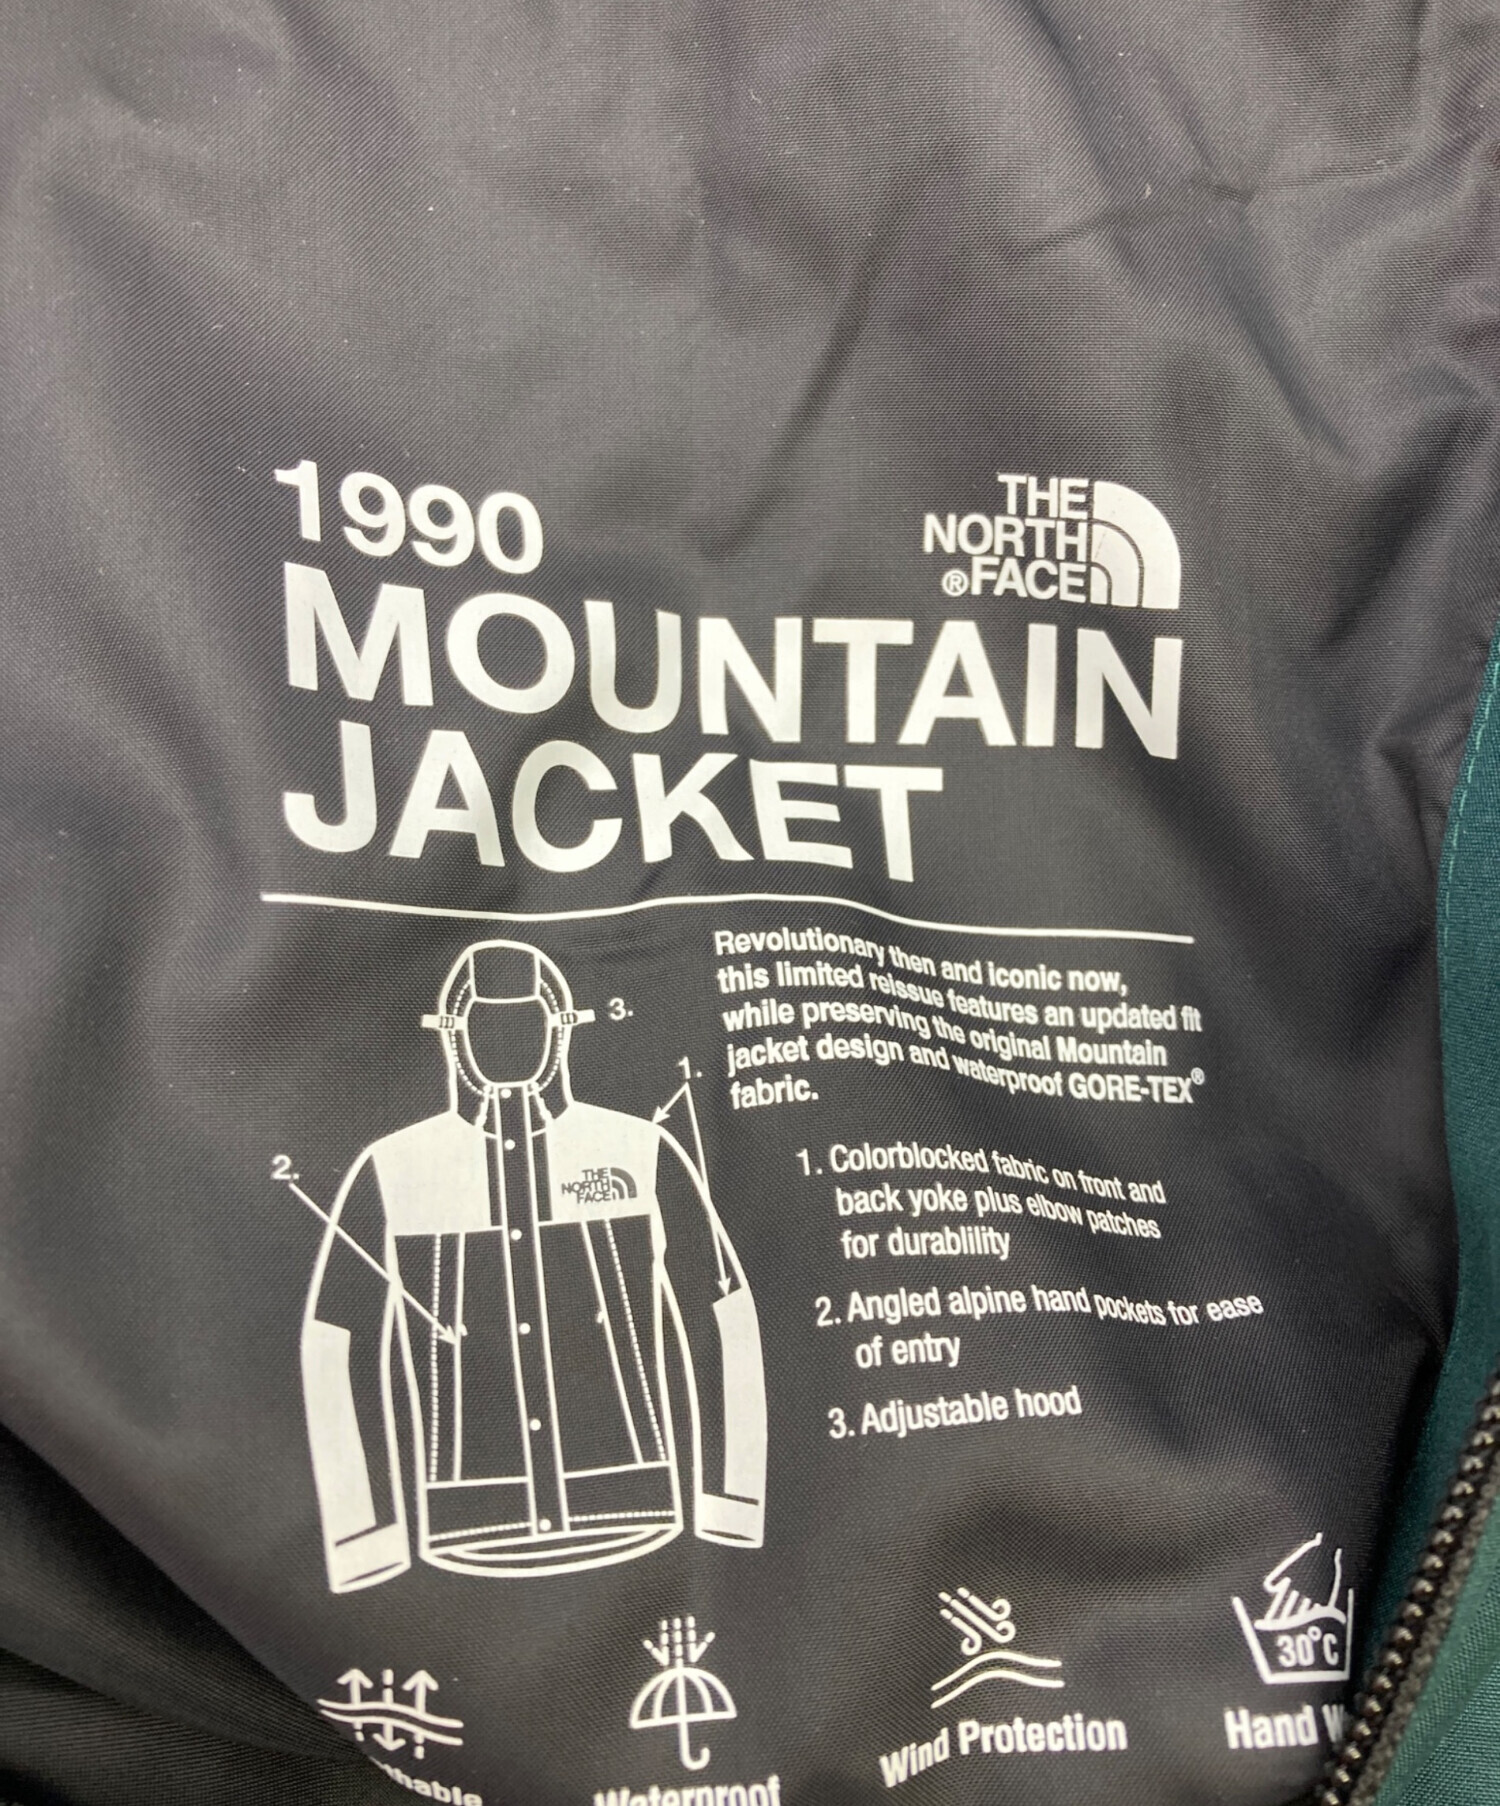 1990
THE
NORTH
®FACE
MOUNTAIN
JACKET
Revolutionary then and iconic now,
this limited reissue features an updated fit
while preserving the original Mountain
jacket design and waterproof GORE-TEX®
fabric.
3.
1.
2.
THE
NORTH
FACE
1. Colorblocked fabric on front and
back yoke plus elbow patches
for durablility
2. Angled alpine hand pockets for ease
of entry
3. Adjustable hood
30°C
Waterproof
Wind Protection
Hand